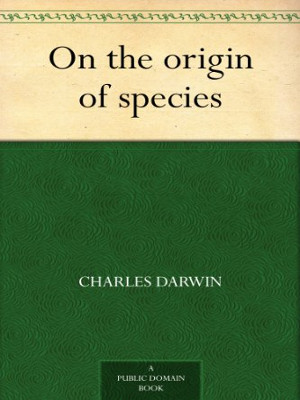 On the origin
of species
CHARLES DARWIN
A
PUBLIC DOMAIN
BOOK